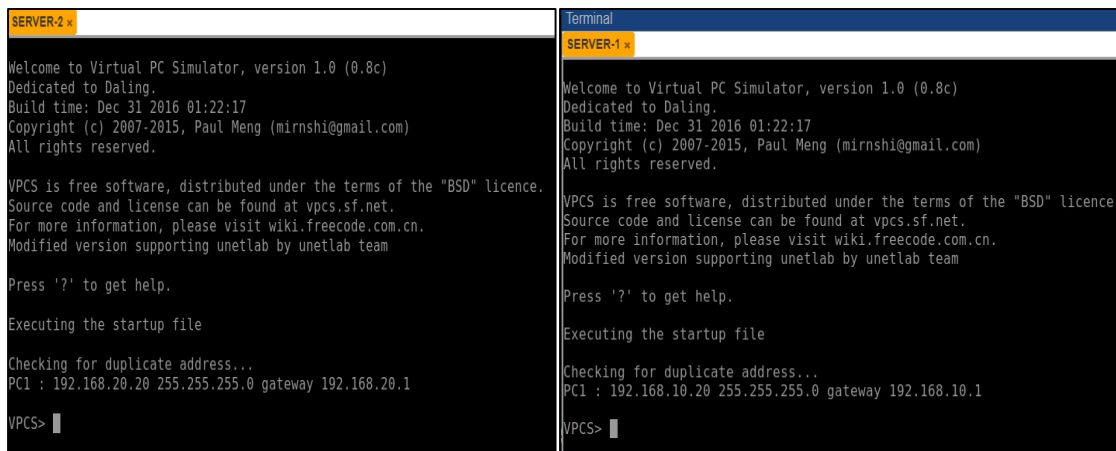 SERVER-2 ×
Welcome to Virtual PC Simulator, version 1.0 (0.8c)
Dedicated to Daling.
Build time: Dec 31 2016 01:22:17
Copyright (c) 2007-2015, Paul Meng (mirnshi@gmail.com)
All rights reserved.
VPCS is free software, distributed under the terms of the "BSD" licence.
Source code and license can be found at vpcs.sf.net.
For more information, please visit wiki.freecode.com.cn.
Modified version supporting unetlab by unetlab team
Press '?' to get help.
Executing the startup file
Checking for duplicate address...
PC1 : 192.168.20.20 255.255.255.0 gateway 192.168.20.1
VPCS>
Terminal
SERVER-1 ×
Welcome to Virtual PC Simulator, version 1.0 (0.8c)
Dedicated to Daling.
Build time: Dec 31 2016 01:22:17
Copyright (c) 2007-2015, Paul Meng (mirnshi@gmail.com)
All rights reserved.
VPCS is free software, distributed under the terms of the "BSD" licence
Source code and license can be found at vpcs.sf.net.
For more information, please visit wiki.freecode.com.cn.
Modified version supporting unetlab by unetlab team
Press '?' to get help.
Executing the startup file
Checking for duplicate address...
PC1 : 192.168.10.20 255.255.255.0 gateway 192.168.10.1
VPCS>